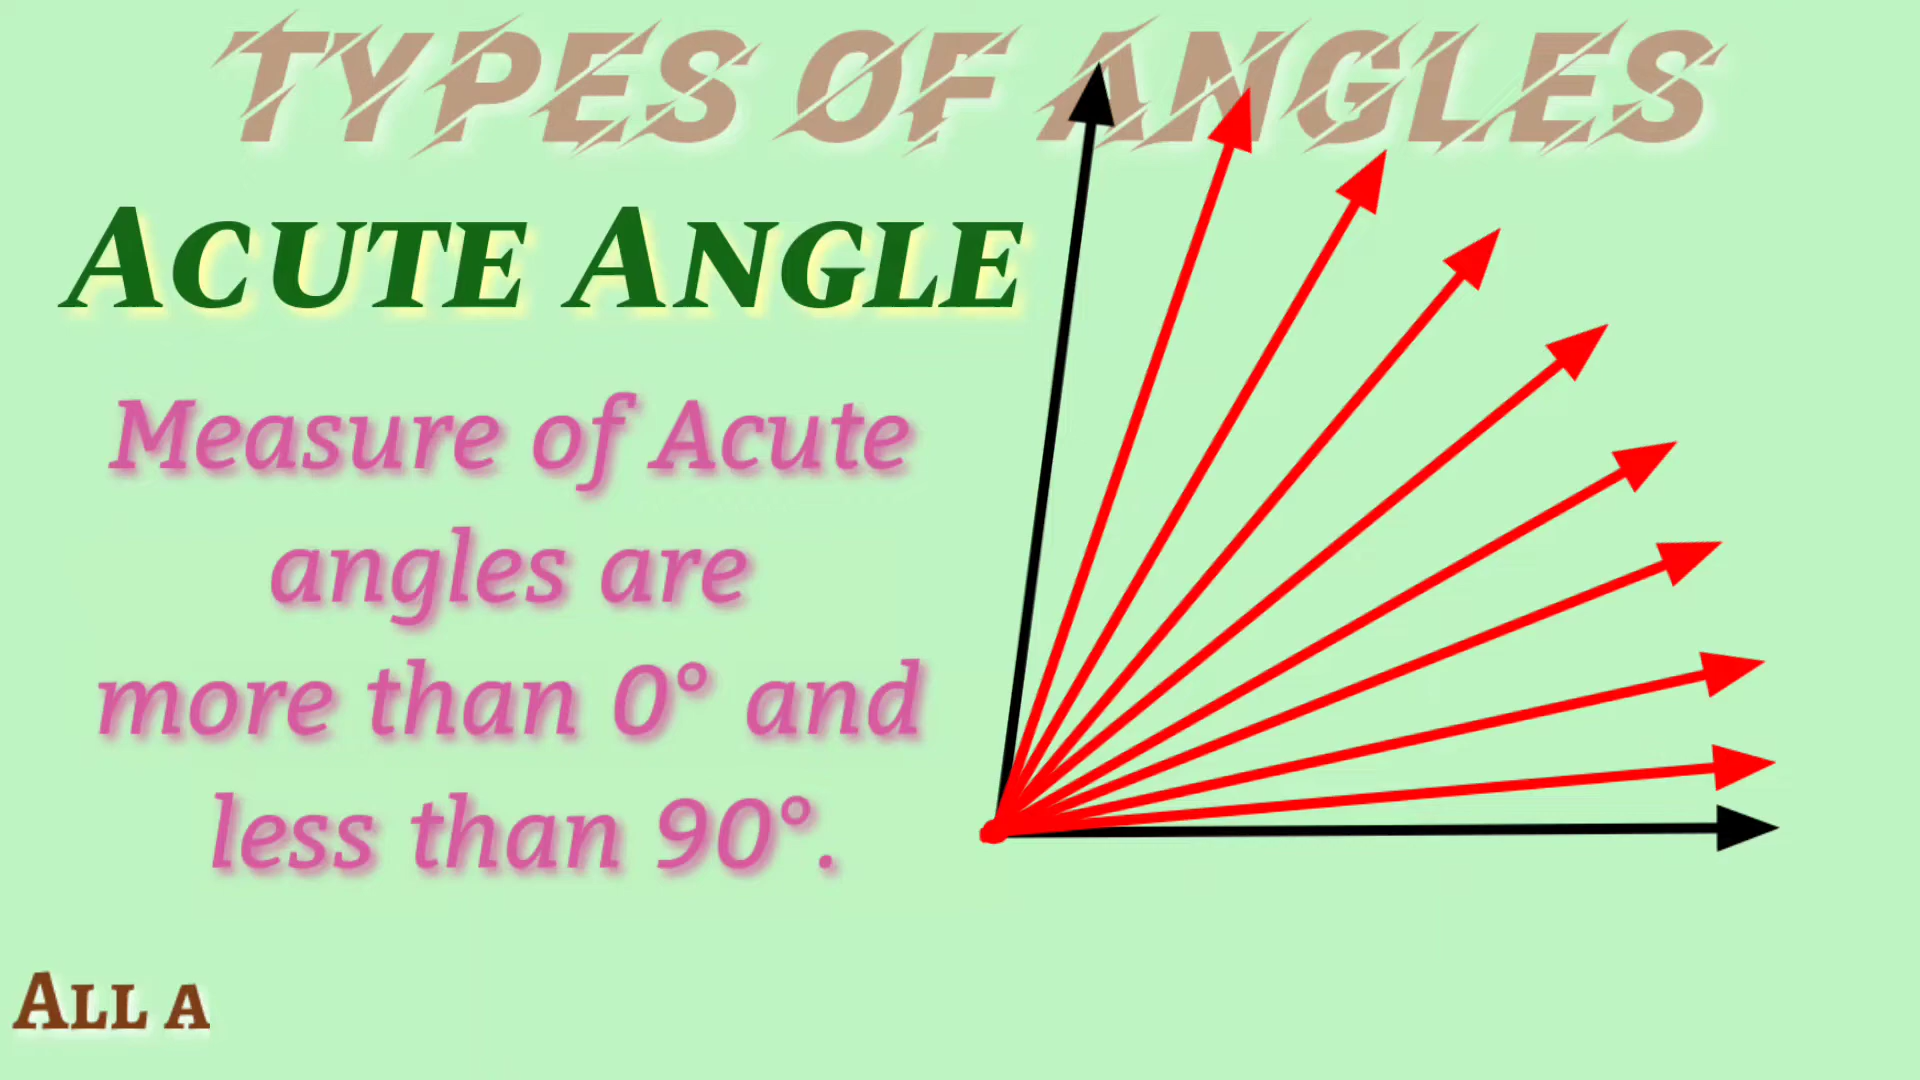 TYPES OF ANGLES
ACUTE ANGLE
Measure of Acute
angles are
more than 0° and
less than 90°.
ALL A